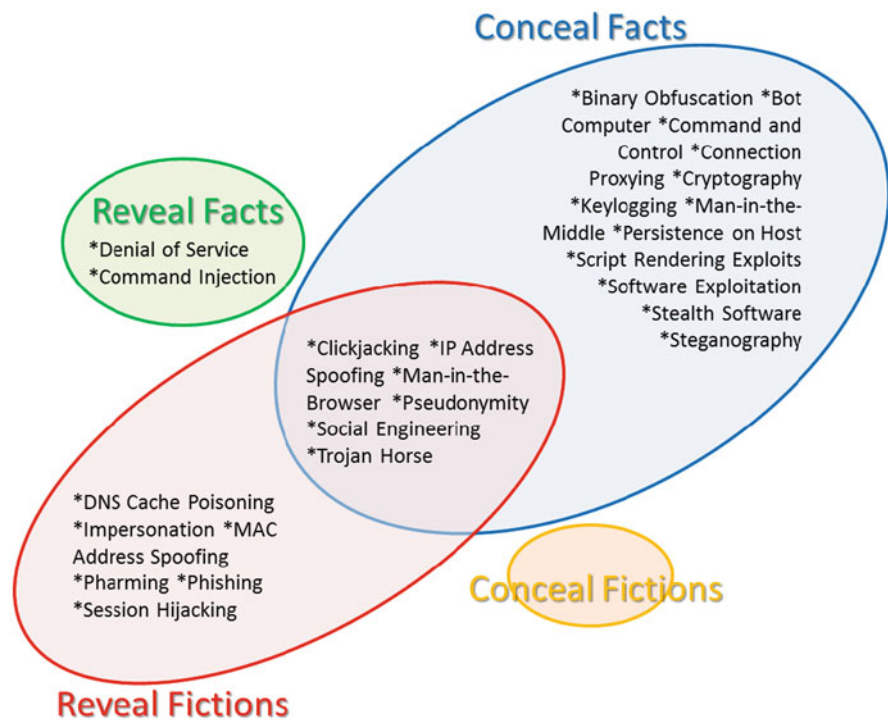 Conceal Facts
*Binary Obfuscation *Bot
Computer *Command and
Control *Connection
Proxying *Cryptography
*Keylogging *Man-in-the-
Middle *Persistence on Host
*Script Rendering Exploits
*Software Exploitation
*Stealth Software
*Steganography
Reveal Facts
*Denial of Service
*Command Injection
*Clickjacking *IP Address
Spoofing *Man-in-the-
Browser *Pseudonymity
*Social Engineering
*Trojan Horse
*DNS Cache Poisoning
*Impersonation *MAC
Address Spoofing
*Pharming *Phishing
*Session Hijacking
Conceal Fictions
Reveal Fictions